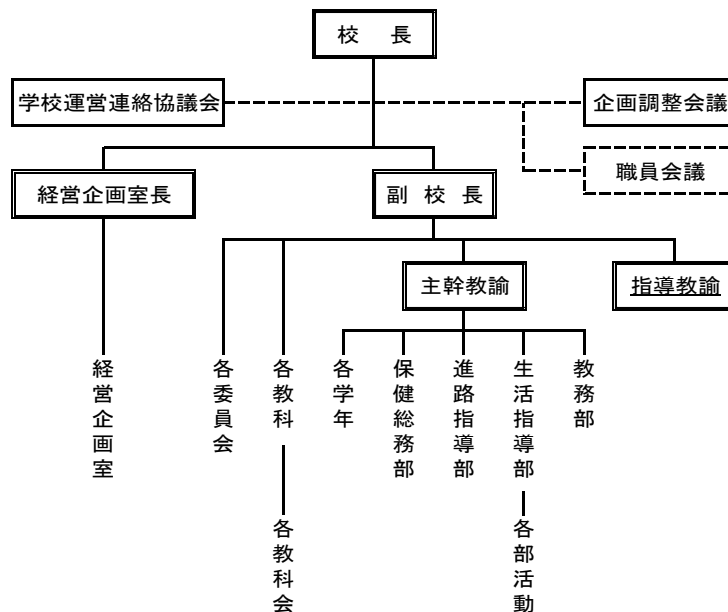 校　長
学校運営連絡協議会
企画調整会議
職員会議
経営企画室長
副 校 長
主幹教諭
指導教諭
経営企画室
各委員会
各教科
各学年
保健総務部
進路指導部
生活指導部
教務部
各教科会
各部活動